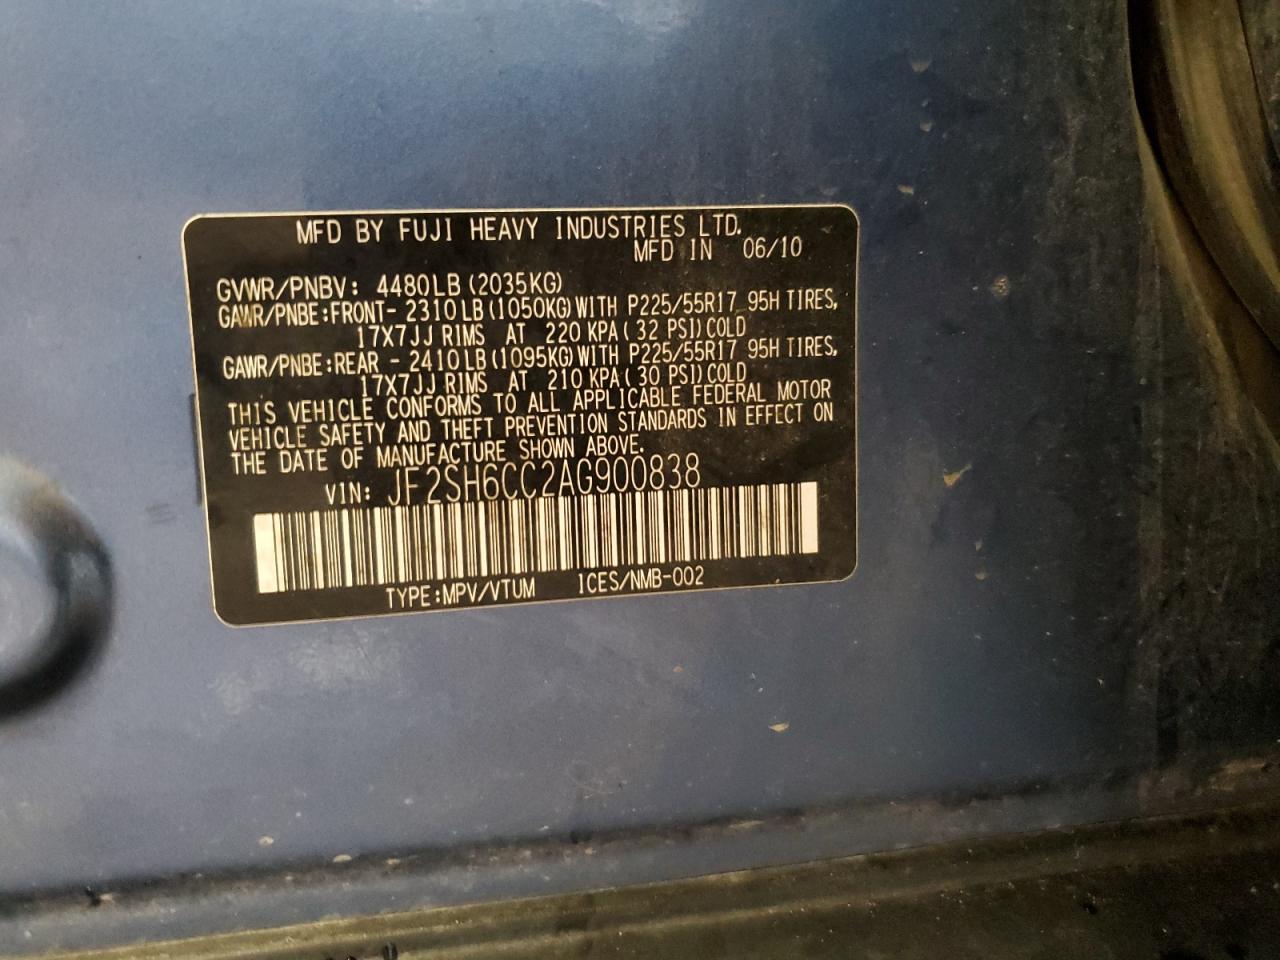 MFD BY FUJI HEAVY INDUSTRIES LTD.
MFD IN 06/10
GVWR/PNBV: 4480LB (2035KG)
GAWR/PNBE:FRONT- 2310LB (1050KG) WITH P225/55R17 95H TIRES,
17X7JJ RIMS AT 220 KPA ( 32 PSI) COLD
GAWR/PNBE:REAR - 2410LB (1095KG) WITH P225/55R17 95H TIRES,
17X7JJ RIMS AT 210 KPA ( 30 PSI) COLD
THIS VEHICLE CONFORMS TO ALL APPLICABLE FEDERAL MOTOR
VEHICLE SAFETY AND THEFT PREVENTION STANDARDS IN EFFECT ON
THE DATE OF MANUFACTURE SHOWN ABOVE.
VIN: JF2SH6CC2AG900838
TYPE:MPV/VTUM ICES/NMB-002